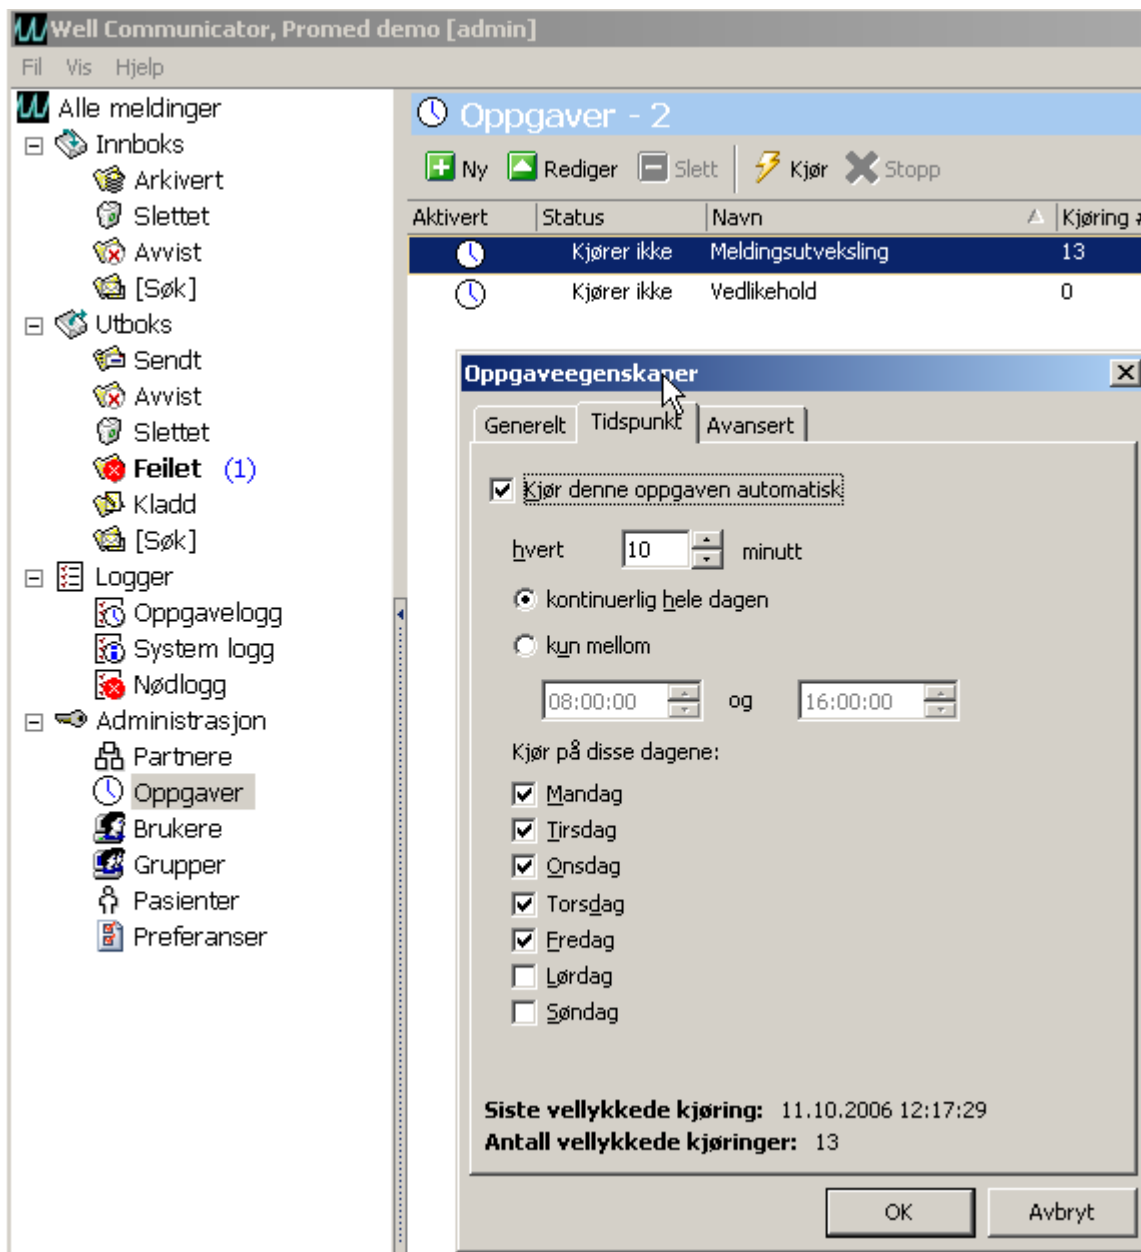 Well Communicator, Promed demo [admin]
Fil Vis Hjelp
Alle meldinger
Innboks
Arkivert
Slettet
Avvist
[Søk]
Utboks
Sendt
Avvist
Slettet
Feilet (1)
Kladd
[Søk]
Logger
Oppgavelogg
System logg
Nødlogg
Administrasjon
Partnere
Oppgaver
Brukere
Grupper
Pasienter
Preferanser
Oppgaver - 2
Ny Rediger Slett Kjør Stopp
Aktivert Status Navn Kjøring #
Kjører ikke Meldingsutveksling 13
Kjører ikke Vedlikehold 0
Oppgaveegenskaper
Generelt Tidspunkt Avansert
Kjør denne oppgaven automatisk
hvert 10 minutt
kontinuerlig hele dagen
kun mellom
08:00:00 og 16:00:00
Kjør på disse dagene:
Mandag
Tirsdag
Onsdag
Torsdag
Fredag
Lørdag
Søndag
Siste vellykkede kjøring: 11.10.2006 12:17:29
Antall vellykkede kjøringer: 13
OK Avbryt